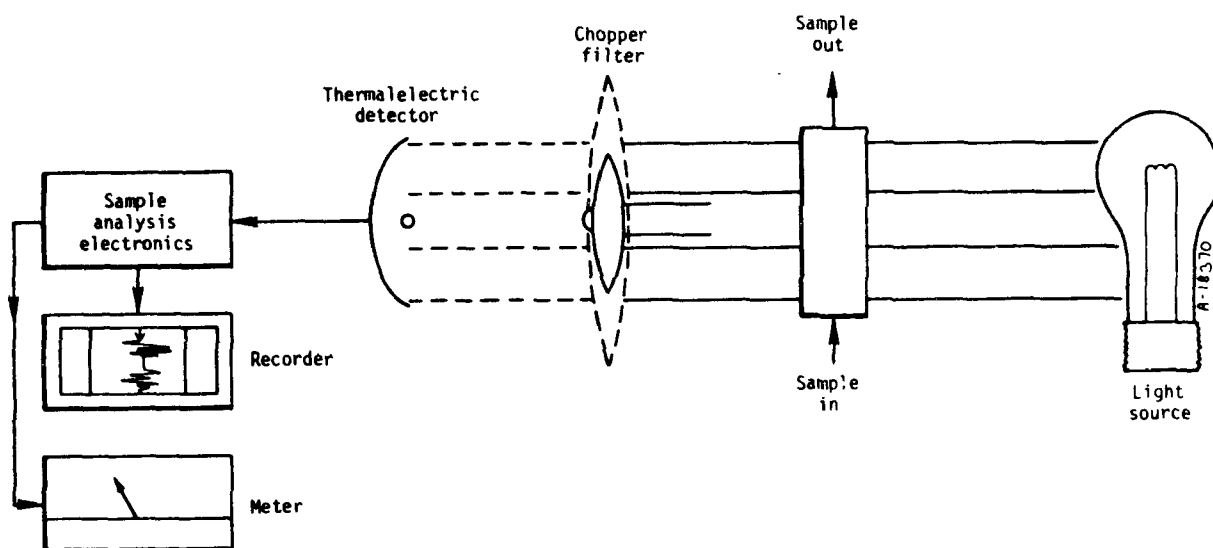 Sample
out
Chopper
filter
Thermalelectric
detector
Sample
analysis
electronics
Recorder
Meter
Sample
in
Light
source
A-18370